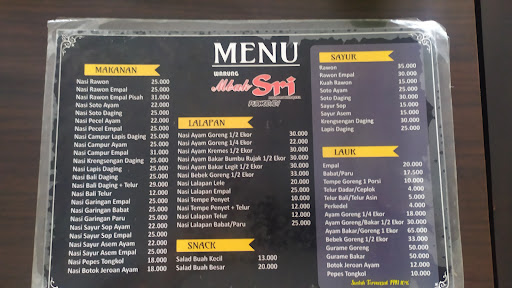 MENU
WARUNG
Mbah Sri
MAKANAN
Nasi Rawon 25.000
Nasi Rawon Empal 25.000
Nasi Rawon Empal Pisah 31.000
Nasi Soto Ayam 22.000
Nasi Soto Daging 25.000
Nasi Pecel Ayam 22.000
Nasi Pecel Empal 25.000
Nasi Campur Lapis Daging 25.000
Nasi Campur Ayam 25.000
Nasi Campur Empal 31.000
Nasi Krengsengan Daging 25.000
Nasi Lapis Daging 25.000
Nasi Bali Daging 25.000
Nasi Bali Daging + Telur 29.000
Nasi Bali Telur 12.000
Nasi Garingan Empal 25.000
Nasi Garingan Babat 25.000
Nasi Garingan Paru 25.000
Nasi Sayur Sop Ayam 22.000
Nasi Sayur Sop Empal 25.000
Nasi Sayur Asem Ayam 22.000
Nasi Sayur Asem Empal 25.000
Nasi Pepes Tongkol 18.000
Nasi Botok Jeroan Ayam 18.000
LALAPAN
Nasi Ayam Goreng 1/2 Ekor 30.000
Nasi Ayam Goreng 1/4 Ekor 22.000
Nasi Ayam Kremes 1/2 Ekor 30.000
Nasi Ayam Bakar Bumbu Rujak 1/2 Ekor 30.000
Nasi Ayam Bakar Legit 1/2 Ekor 30.000
Nasi Bebek Goreng 1/2 Ekor 33.000
Nasi Lalapan Lele 20.000
Nasi Lalapan Empal 25.000
Nasi Tempe Penyet 10.000
Nasi Tempe Penyet + Telur 12.000
Nasi Lalapan Telur 12.000
Nasi Lalapan Babat/Paru 25.000
SNACK
Salad Buah Kecil 13.000
Salad Buah Besar 20.000
SAYUR
Rawon 35.000
Rawon Empal 30.000
Kuah Rawon 15.000
Soto Ayam 25.000
Soto Daging 30.000
Sayur Sop 15.000
Sayur Asem 15.000
Krengsengan Daging 30.000
Lapis Daging 25.000
LAUK
Empal 20.000
Babat/Paru 17.500
Tempe Goreng 1 Porsi 10.000
Telur Dadar/Ceplok 4.000
Telur Bali/Telur Asin 5.000
Perkedel 4.000
Ayam Goreng 1/4 Ekor 18.000
Ayam Goreng/Bakar 1/2 Ekor 30.000
Ayam Bakar/Goreng 1 Ekor 65.000
Bebek Goreng 1/2 Ekor 33.000
Gurame Goreng 50.000
Gurame Bakar 50.000
Botok Jeroan Ayam 12.000
Pepes Tongkol 10.000
Sudah Termasuk PPN 10%